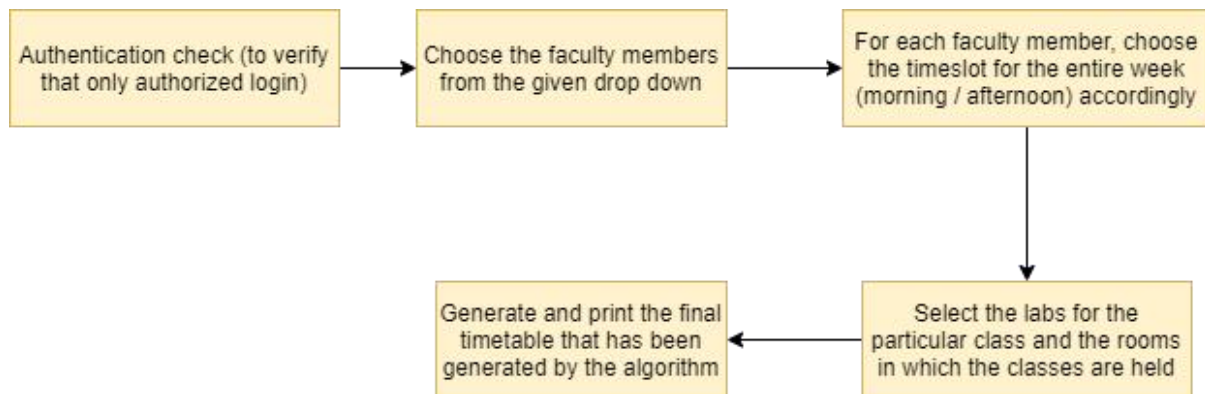 Authentication check (to verify
that only authorized login)
Choose the faculty members
from the given drop down
For each faculty member, choose
the timeslot for the entire week
(morning / afternoon) accordingly
Select the labs for the
particular class and the rooms
in which the classes are held
Generate and print the final
timetable that has been
generated by the algorithm